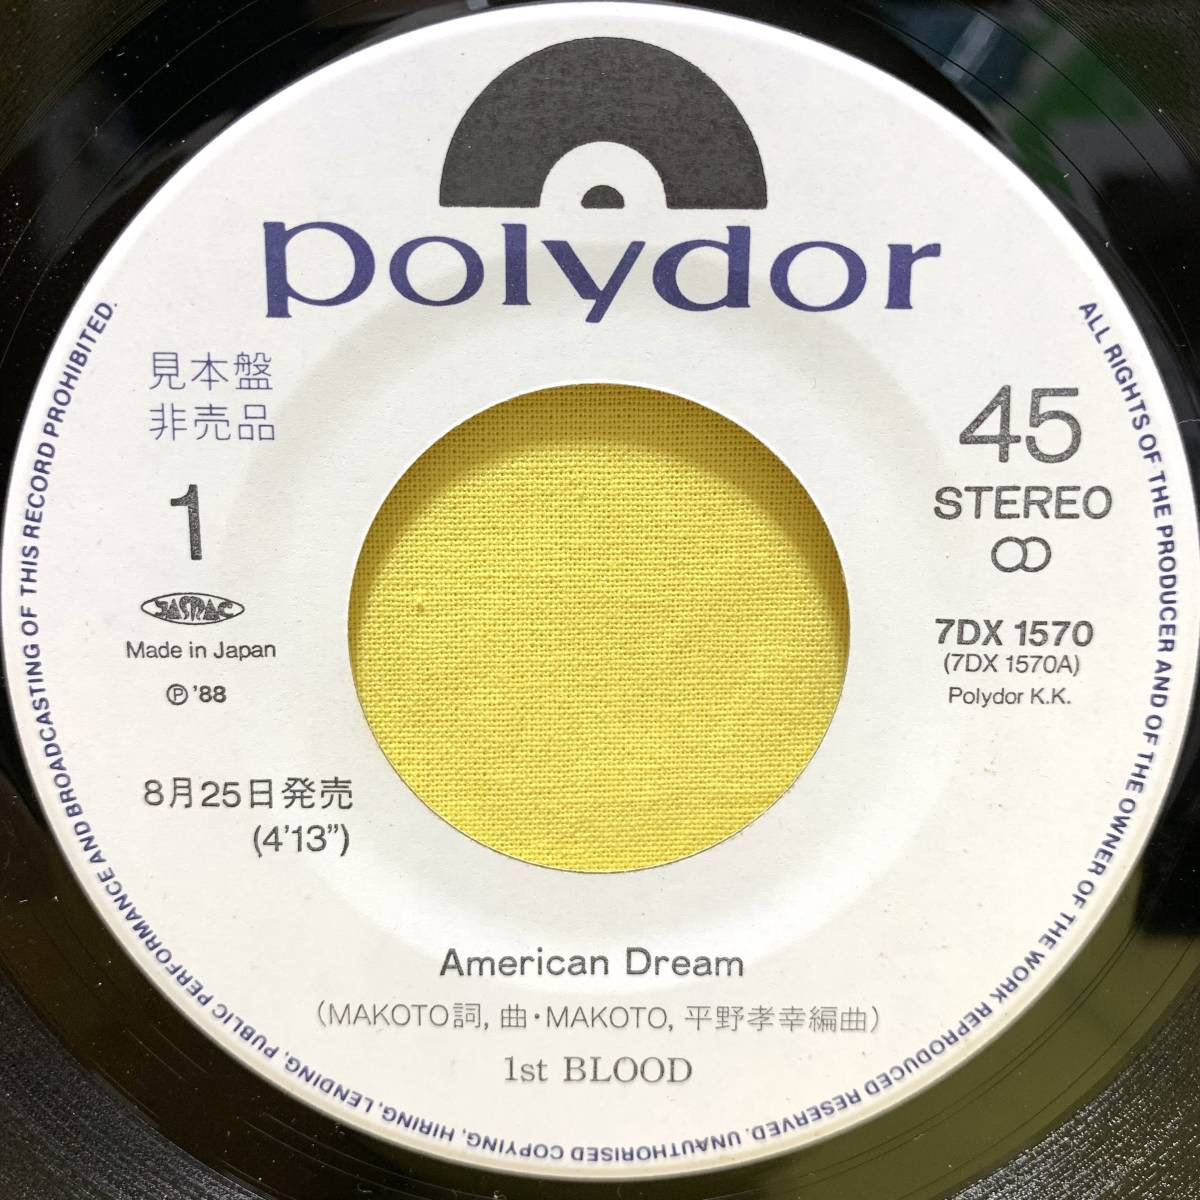 polydor
見本盤
非売品
1
JASRAC
Made in Japan
Ⓟ '88
8月25日発売
(4'13")
45
STEREO
7DX 1570
(7DX 1570A)
Polydor K.K.
American Dream
(MAKOTO詞, 曲・MAKOTO, 平野孝幸編曲)
1st BLOOD
ALL RIGHTS OF THE PRODUCER AND OF THE OWNER OF THE WORK REPRODUCED RESERVED. UNAUTHORISED COPYING, HIRING, LENDING, PUBLIC PERFORMANCE AND BROADCASTING OF THIS RECORD PROHIBITED.